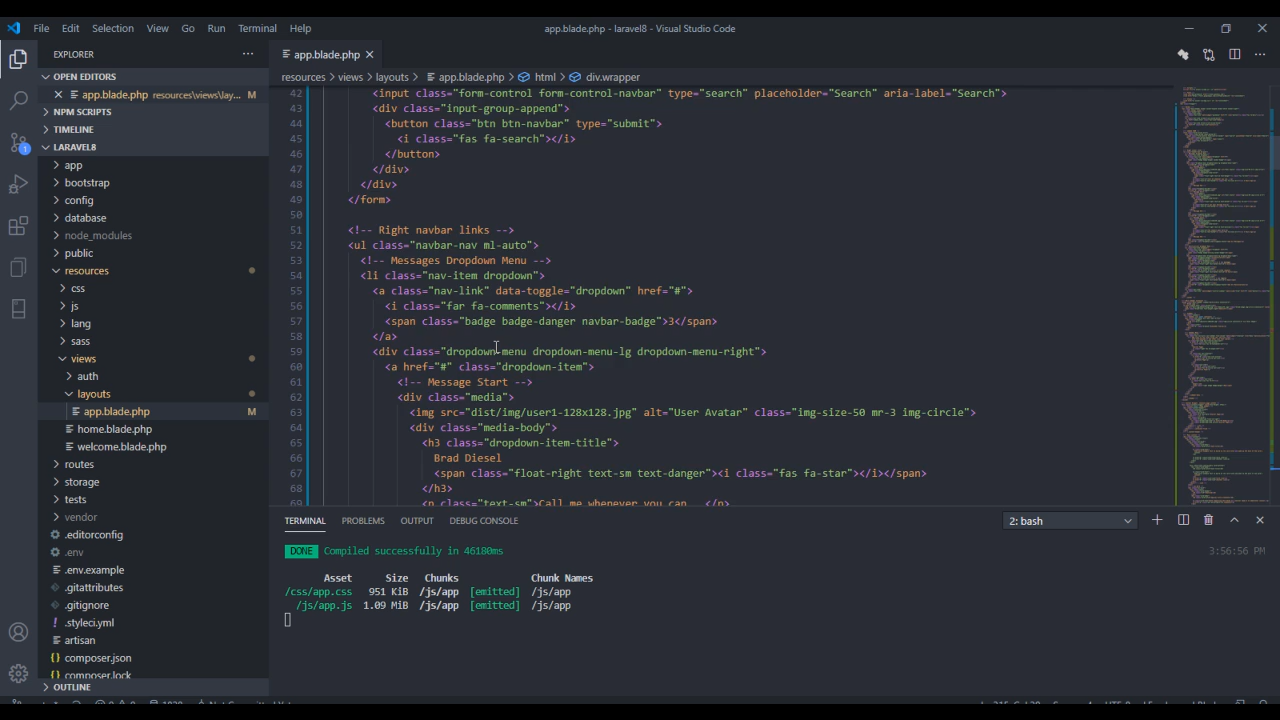 File Edit Selection View Go Run Terminal Help
app.blade.php - laravel8 - Visual Studio Code
EXPLORER
OPEN EDITORS
app.blade.php resources\views\lay... M
NPM SCRIPTS
TIMELINE
LARAVEL8
1
app
bootstrap
config
database
node_modules
public
resources
css
js
lang
sass
views
auth
layouts
app.blade.php M
home.blade.php
welcome.blade.php
routes
storage
tests
vendor
.editorconfig
.env
.env.example
.gitattributes
.gitignore
.styleci.yml
artisan
composer.json
composer.lock
OUTLINE
app.blade.php
resources > views > layouts > app.blade.php > html > div.wrapper
42 <input class="form-control form-control-navbar" type="search" placeholder="Search" aria-label="Search">
43 <div class="input-group-append">
44 <button class="btn btn-navbar" type="submit">
45 <i class="fas fa-search"></i>
46 </button>
47 </div>
48 </div>
49 </form>
50
51 <!-- Right navbar links -->
52 <ul class="navbar-nav ml-auto">
53 <!-- Messages Dropdown Menu -->
54 <li class="nav-item dropdown">
55 <a class="nav-link" data-toggle="dropdown" href="#">
56 <i class="far fa-comments"></i>
57 <span class="badge badge-danger navbar-badge">3</span>
58 </a>
59 <div class="dropdown-menu dropdown-menu-lg dropdown-menu-right">
60 <a href="#" class="dropdown-item">
61 <!-- Message Start -->
62 <div class="media">
63 <img src="dist/img/user1-128x128.jpg" alt="User Avatar" class="img-size-50 mr-3 img-circle">
64 <div class="media-body">
65 <h3 class="dropdown-item-title">
66 Brad Diesel
67 <span class="float-right text-sm text-danger"><i class="fas fa-star"></i></span>
68 </h3>
69 <p class="text-sm">Call me whenever you can...</p>
TERMINAL PROBLEMS OUTPUT DEBUG CONSOLE
2: bash
DONE Compiled successfully in 46180ms 3:56:56 PM
Asset Size Chunks Chunk Names
/css/app.css 951 KiB /js/app [emitted] /js/app
/js/app.js 1.09 MiB /js/app [emitted] /js/app